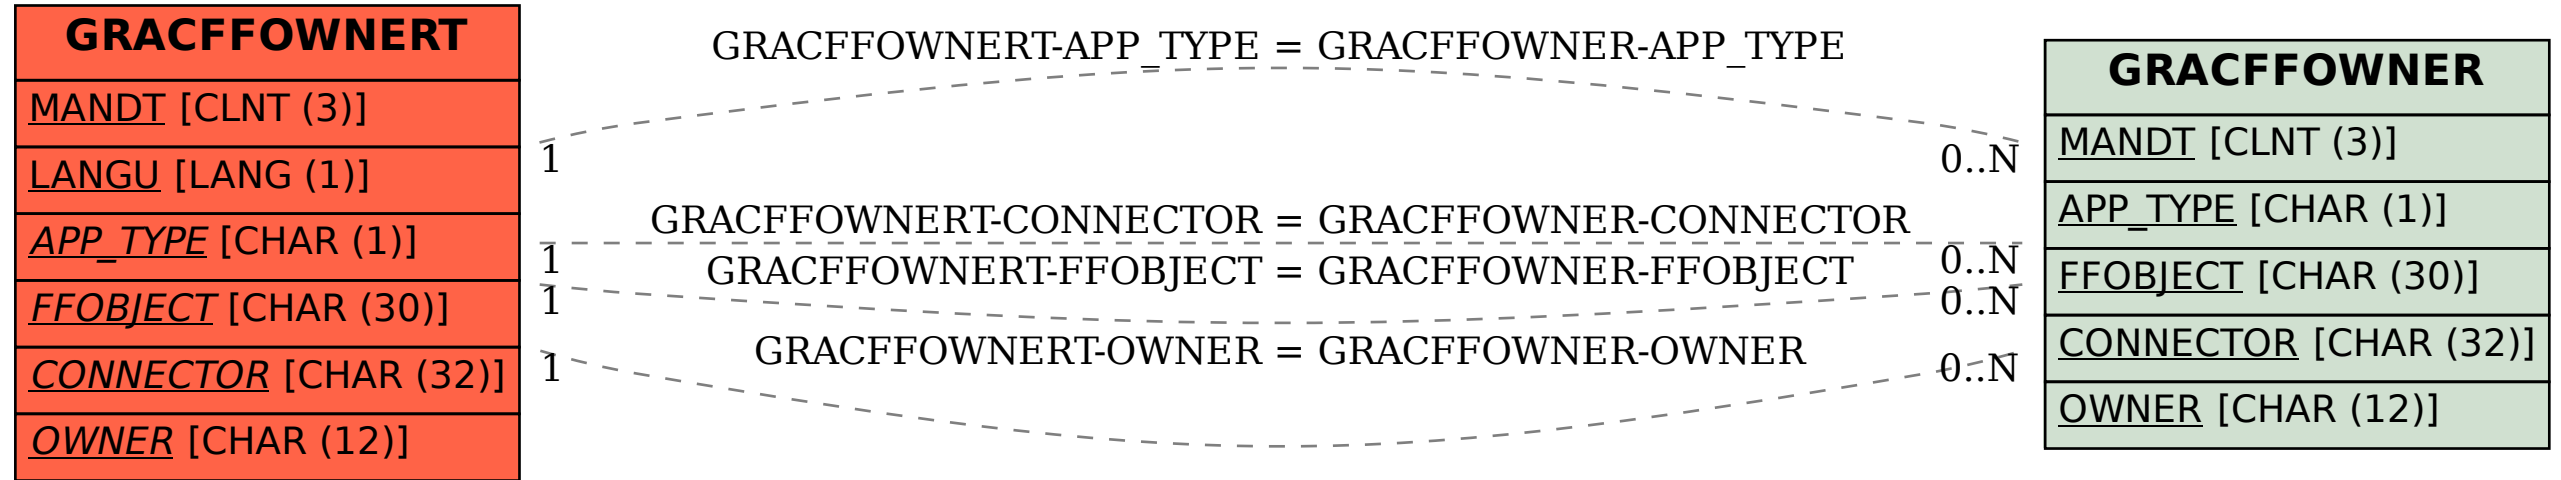 GRACFFOWNERT
MANDT [CLNT (3)]
LANGU [LANG (1)]
APP_TYPE [CHAR (1)]
FFOBJECT [CHAR (30)]
CONNECTOR [CHAR (32)]
OWNER [CHAR (12)]
GRACFFOWNERT-APP_TYPE = GRACFFOWNER-APP_TYPE
1 0..N
GRACFFOWNERT-CONNECTOR = GRACFFOWNER-CONNECTOR
1 0..N
GRACFFOWNERT-FFOBJECT = GRACFFOWNER-FFOBJECT
1 0..N
GRACFFOWNERT-OWNER = GRACFFOWNER-OWNER
1 0..N
GRACFFOWNER
MANDT [CLNT (3)]
APP_TYPE [CHAR (1)]
FFOBJECT [CHAR (30)]
CONNECTOR [CHAR (32)]
OWNER [CHAR (12)]